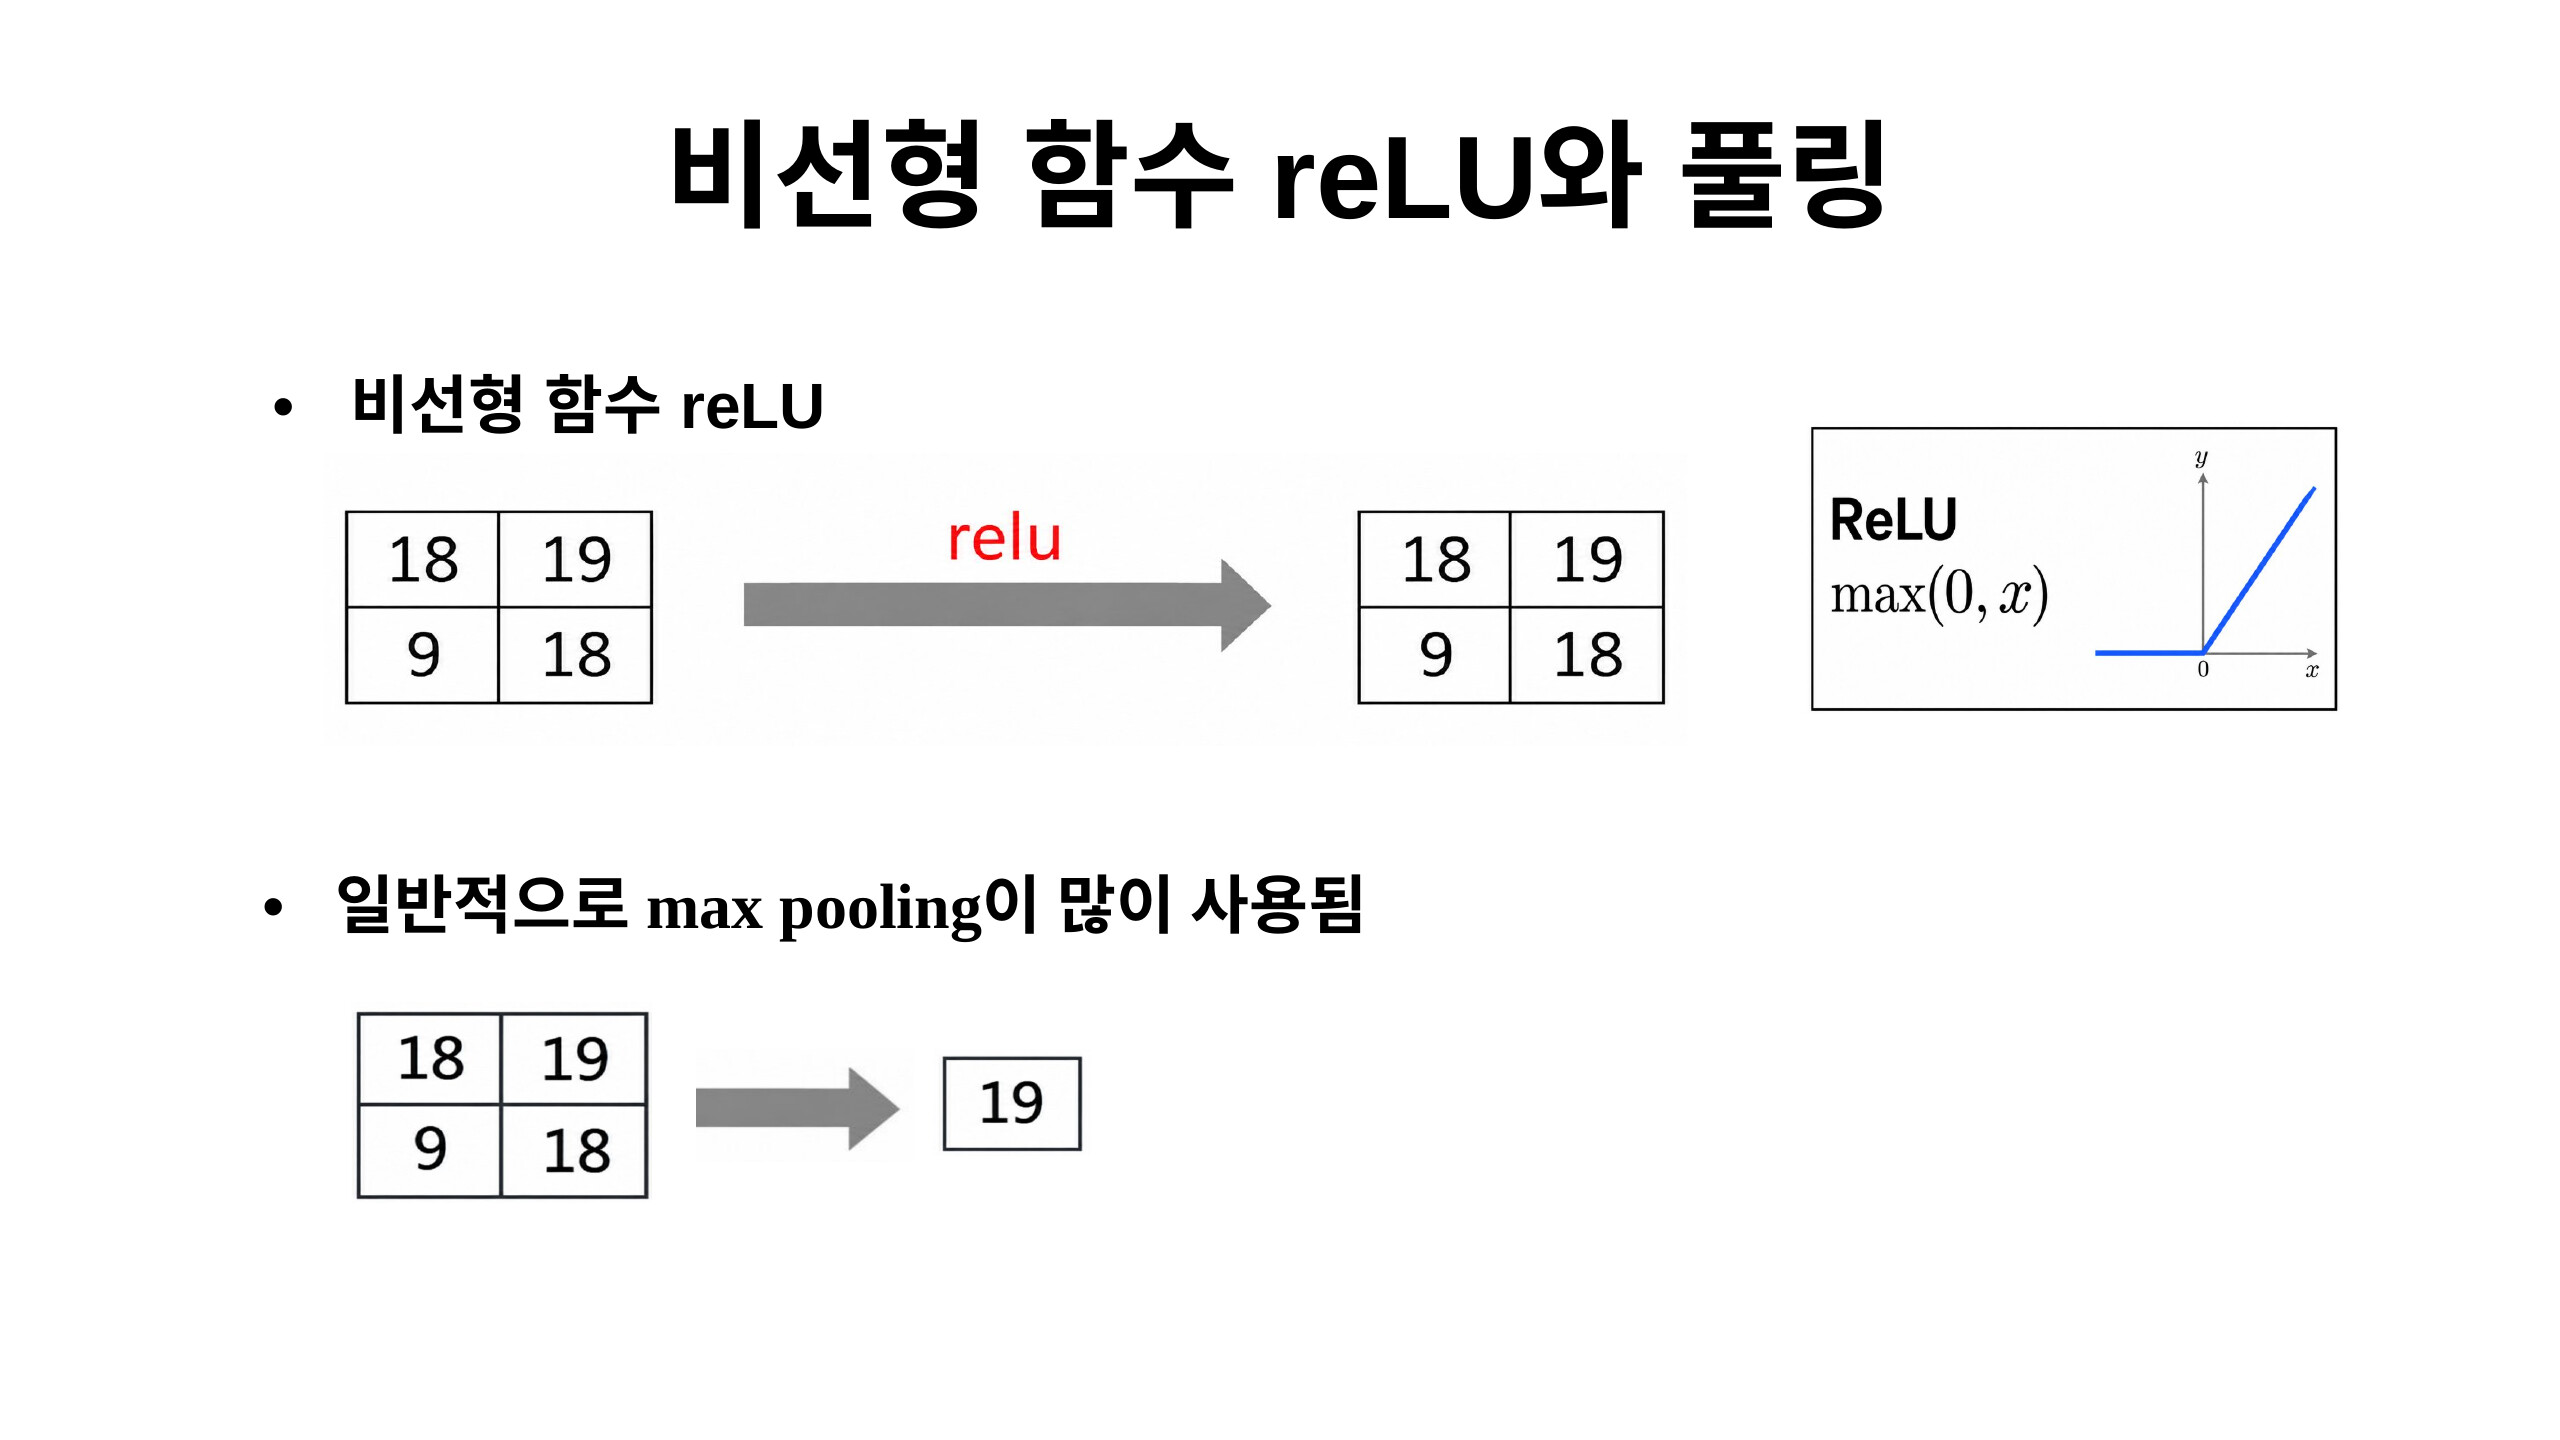 비선형 함수 reLU와 풀링
• 비선형 함수 reLU
18 19
9 18
relu
18 19
9 18
ReLU
max(0, x)
y
0
x
• 일반적으로 max pooling이 많이 사용됨
18 19
9 18
19